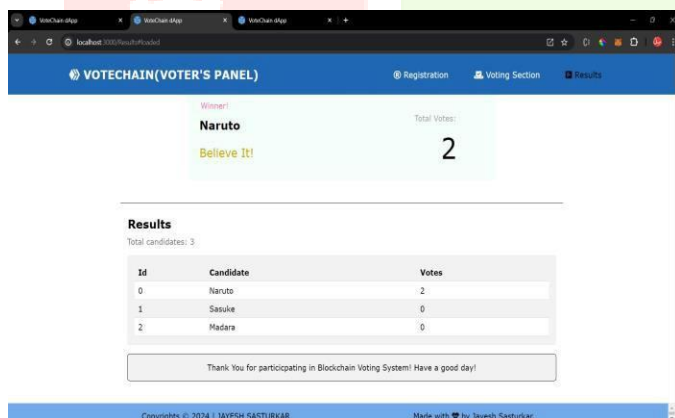 VoteChain dApp VoteChain dApp VoteChain dApp
localhost:3000/Results#loaded
VOTECHAIN(VOTER'S PANEL) Registration Voting Section Results
Winner!
Naruto
Believe It!
Total Votes:
2
Results
Total candidates: 3
Id Candidate Votes
0 Naruto 2
1 Sasuke 0
2 Madara 0
Thank You for particicpating in Blockchain Voting System! Have a good day!
Copyrights © 2024 | JAYESH SASTURKAR Made with by Jayesh Sasturkar